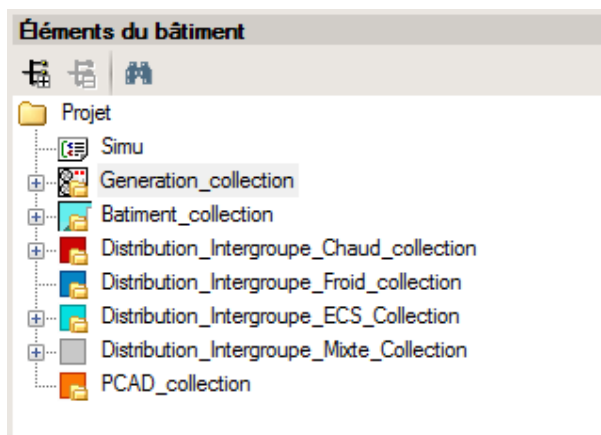 Éléments du bâtiment
Projet
Simu
Generation_collection
Batiment_collection
Distribution_Intergroupe_Chaud_collection
Distribution_Intergroupe_Froid_collection
Distribution_Intergroupe_ECS_Collection
Distribution_Intergroupe_Mixte_Collection
PCAD_collection